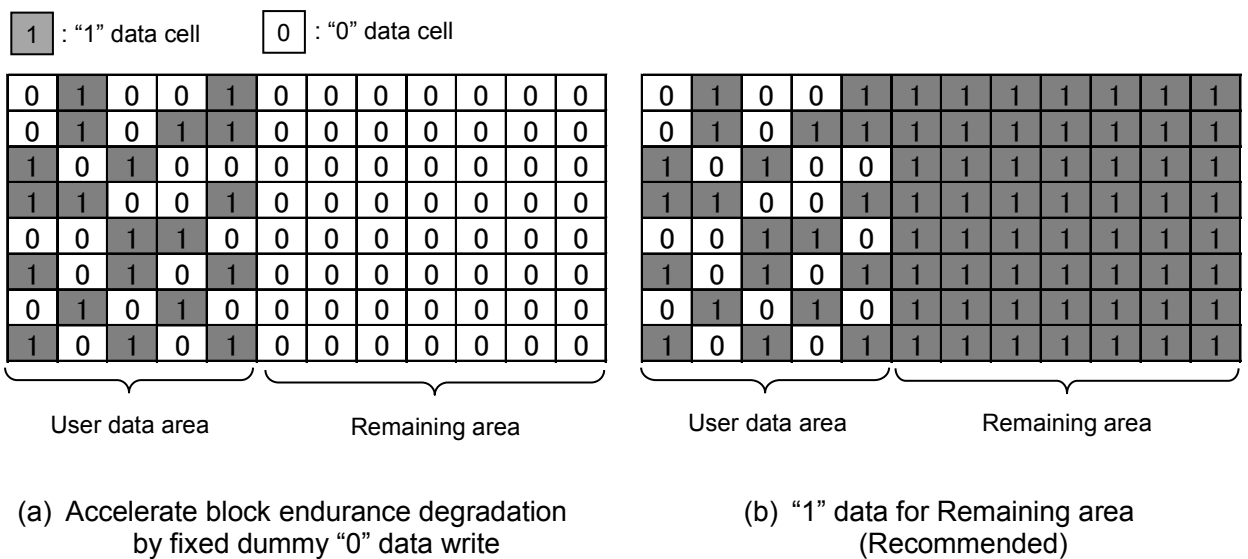 1 : “1” data cell 0 : “0” data cell
0 1 0 0 1 0 0 0 0 0 0 0 0 1 0 0 1 1 1 1 1 1 1 1
0 1 0 1 1 0 0 0 0 0 0 0 0 1 0 1 1 1 1 1 1 1 1 1
1 0 1 0 0 0 0 0 0 0 0 0 1 0 1 0 0 1 1 1 1 1 1 1
1 1 0 0 1 0 0 0 0 0 0 0 1 1 0 0 1 1 1 1 1 1 1 1
0 0 1 1 0 0 0 0 0 0 0 0 0 0 1 1 0 1 1 1 1 1 1 1
1 0 1 0 1 0 0 0 0 0 0 0 1 0 1 0 1 1 1 1 1 1 1 1
0 1 0 1 0 0 0 0 0 0 0 0 0 1 0 1 0 1 1 1 1 1 1 1
1 0 1 0 1 0 0 0 0 0 0 0 1 0 1 0 1 1 1 1 1 1 1 1
User data area Remaining area User data area Remaining area
(a) Accelerate block endurance degradation
by fixed dummy “0” data write
(b) “1” data for Remaining area
(Recommended)